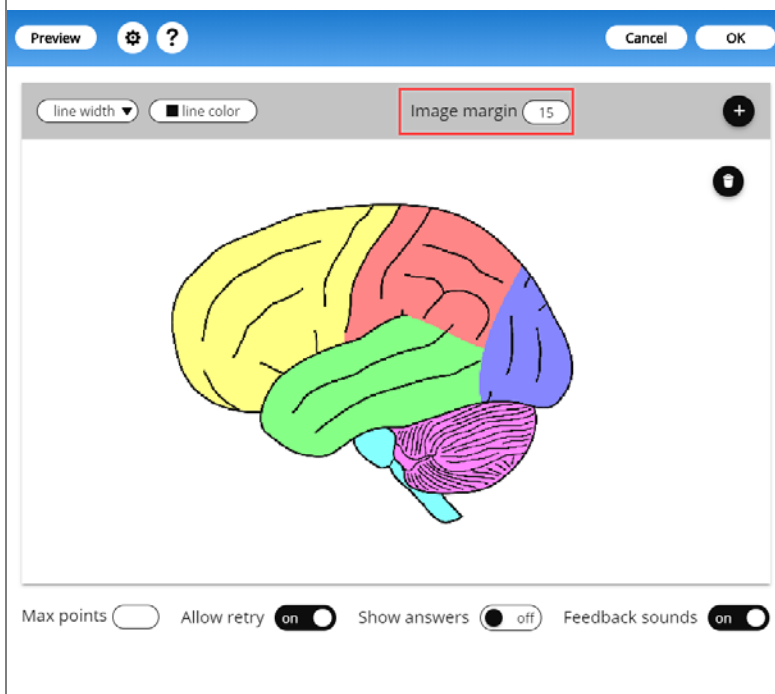 Preview ? Cancel OK
line width line color Image margin 15 +
Max points Allow retry on Show answers off Feedback sounds on